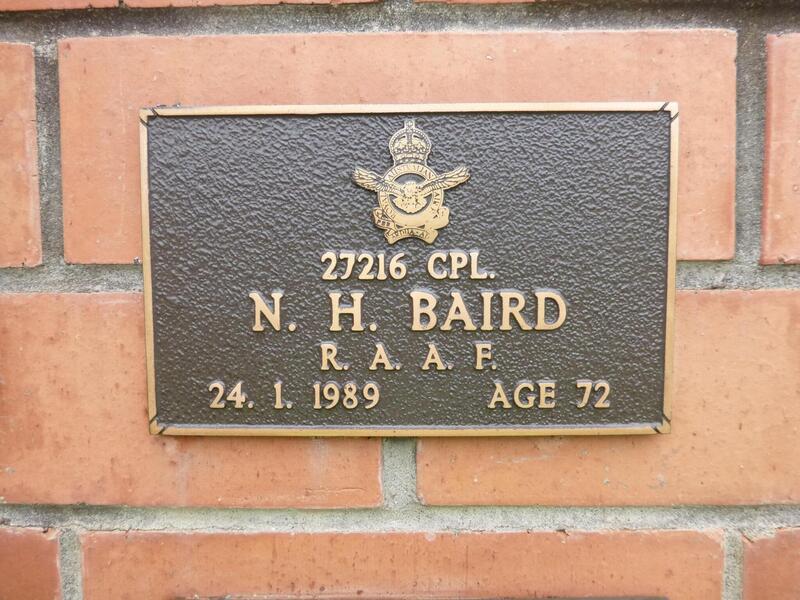 27216 CPL.
N. H. BAIRD
R. A. A. F.
24. 1. 1989 AGE 72